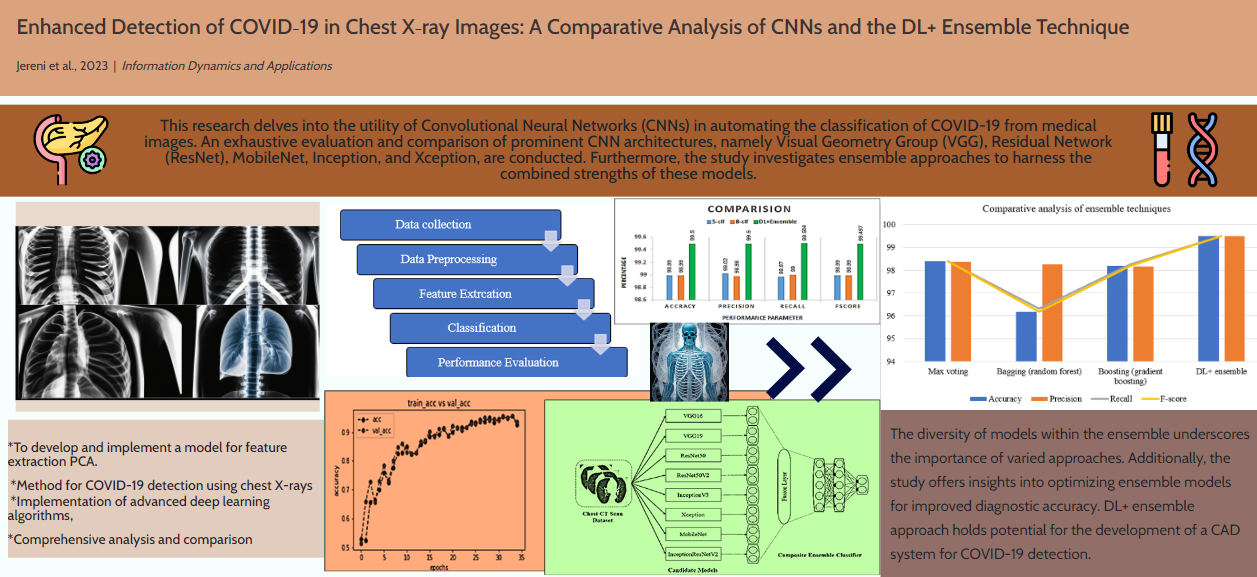 Enhanced Detection of COVID-19 in Chest X-ray Images: A Comparative Analysis of CNNs and the DL+ Ensemble Technique
Jereni et al., 2023 | Information Dynamics and Applications
This research delves into the utility of Convolutional Neural Networks (CNNs) in automating the classification of COVID-19 from medical
images. An exhaustive evaluation and comparison of prominent CNN architectures, namely Visual Geometry Group (VGG), Residual Network
(ResNet), MobileNet, Inception, and Xception, are conducted. Furthermore, the study investigates ensemble approaches to harness the
combined strengths of these models.
Data collection
Data Preprocessing
Feature Extrcation
Classification
Performance Evaluation
COMPARISION
S-clf B-clf DL+Ensemble
PERCENTAGE
99.6
99.4
99.2
99
98.8
98.6
98.99 98.99 99.5
99.02 98.98 99.5
98.97 99 99.504
98.99 98.99 99.497
ACCRACY PRECISION RECALL FSCORE
PERFORMANCE PARAMETER
Comparative analysis of ensemble techniques
100
99
98
97
96
95
94
Max voting Bagging (random forest) Boosting (gradient DL+ ensemble
boosting)
Accuracy Precision Recall F-score
*To develop and implement a model for feature
extraction PCA.
*Method for COVID-19 detection using chest X-rays
*Implementation of advanced deep learning
algorithms,
*Comprehensive analysis and comparison
train_acc vs val_acc
acc
val_acc
accuracy
0.9
0.8
0.7
0.6
0.5
0 5 10 15 20 25 30 35
epochs
Chest CT Scan
Dataset
VGG16
VGG19
ResNet50
ResNet50V2
InceptionV3
Xception
MobileNet
InceptionResNetV2
Candidate Models
Fusion Layer
Composite Ensemble Classifier
The diversity of models within the ensemble underscores
the importance of varied approaches. Additionally, the
study offers insights into optimizing ensemble models
for improved diagnostic accuracy. DL+ ensemble
approach holds potential for the development of a CAD
system for COVID-19 detection.